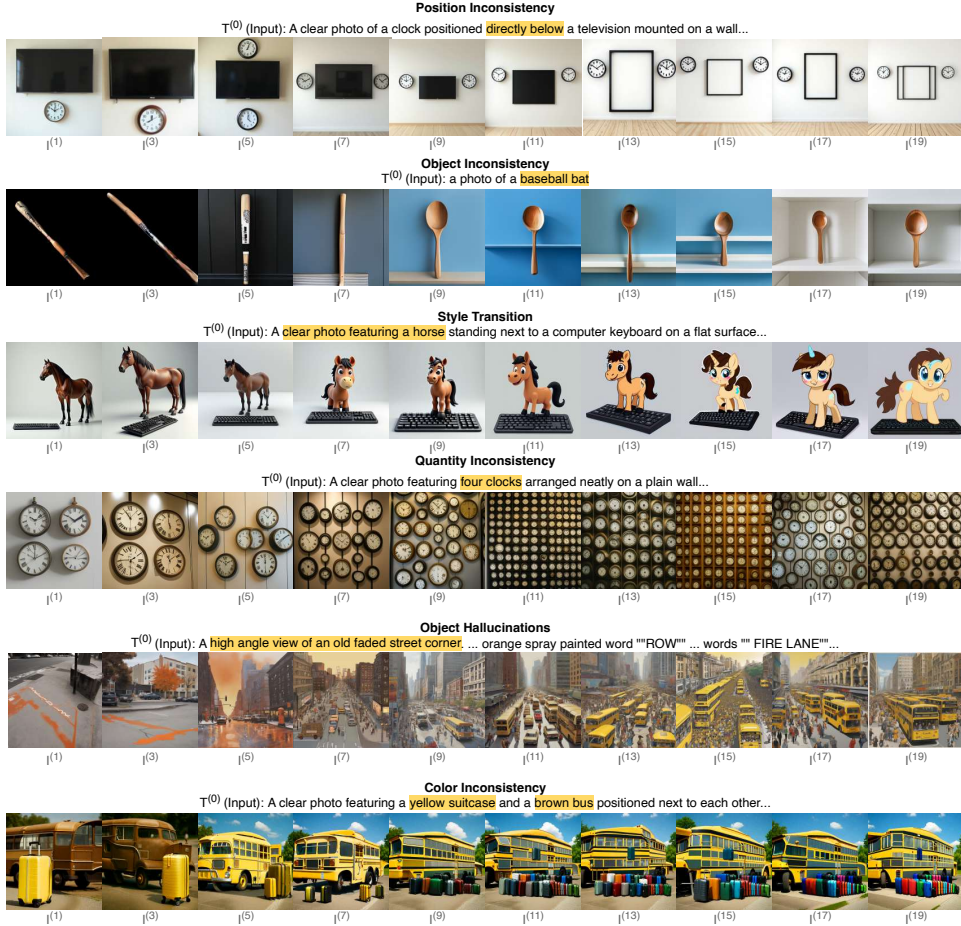 Position Inconsistency
T(0) (Input): A clear photo of a clock positioned directly below a television mounted on a wall...
I(1) I(3) I(5) I(7) I(9) I(11) I(13) I(15) I(17) I(19)
Object Inconsistency
T(0) (Input): a photo of a baseball bat
I(1) I(3) I(5) I(7) I(9) I(11) I(13) I(15) I(17) I(19)
Style Transition
T(0) (Input): A clear photo featuring a horse standing next to a computer keyboard on a flat surface...
I(1) I(3) I(5) I(7) I(9) I(11) I(13) I(15) I(17) I(19)
Quantity Inconsistency
T(0) (Input): A clear photo featuring four clocks arranged neatly on a plain wall...
I(1) I(3) I(5) I(7) I(9) I(11) I(13) I(15) I(17) I(19)
Object Hallucinations
T(0) (Input): A high angle view of an old faded street corner. ... orange spray painted word ""ROW"" ... words "" FIRE LANE""...
I(1) I(3) I(5) I(7) I(9) I(11) I(13) I(15) I(17) I(19)
Color Inconsistency
T(0) (Input): A clear photo featuring a yellow suitcase and a brown bus positioned next to each other...
I(1) I(3) I(5) I(7) I(9) I(11) I(13) I(15) I(17) I(19)